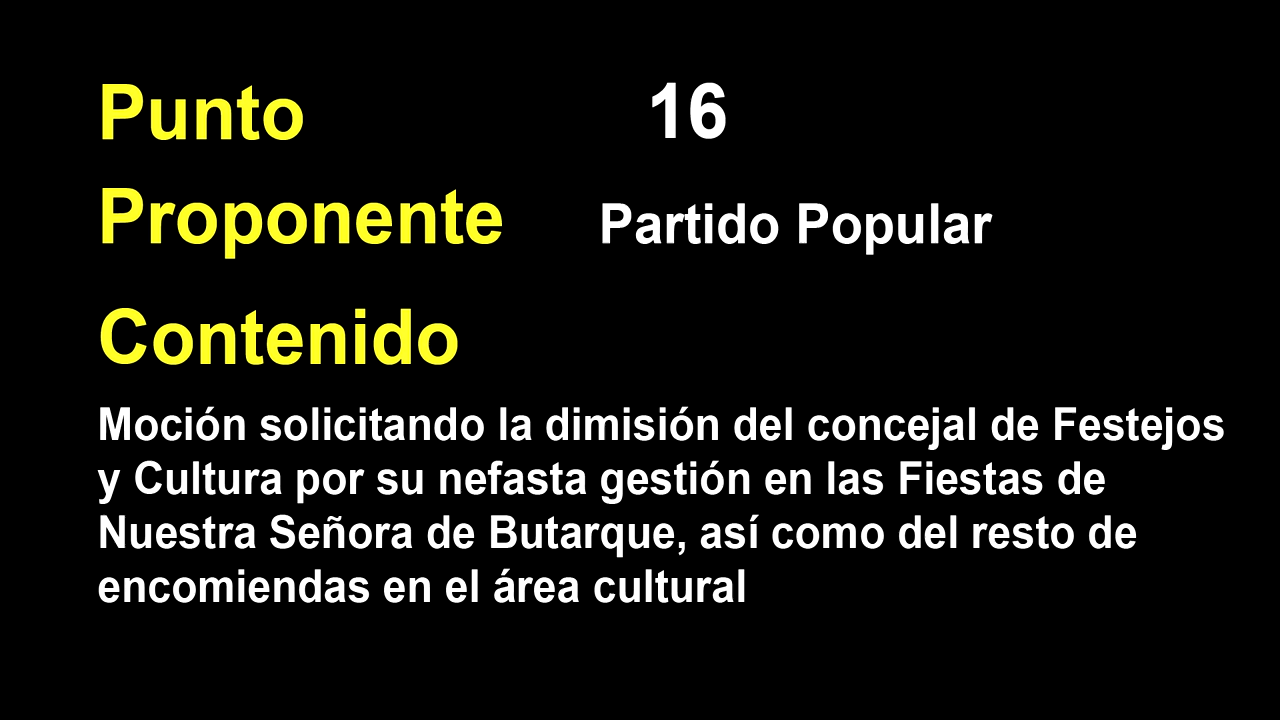 Punto 16
Proponente Partido Popular
Contenido
Moción solicitando la dimisión del concejal de Festejos
y Cultura por su nefasta gestión en las Fiestas de
Nuestra Señora de Butarque, así como del resto de
encomiendas en el área cultural